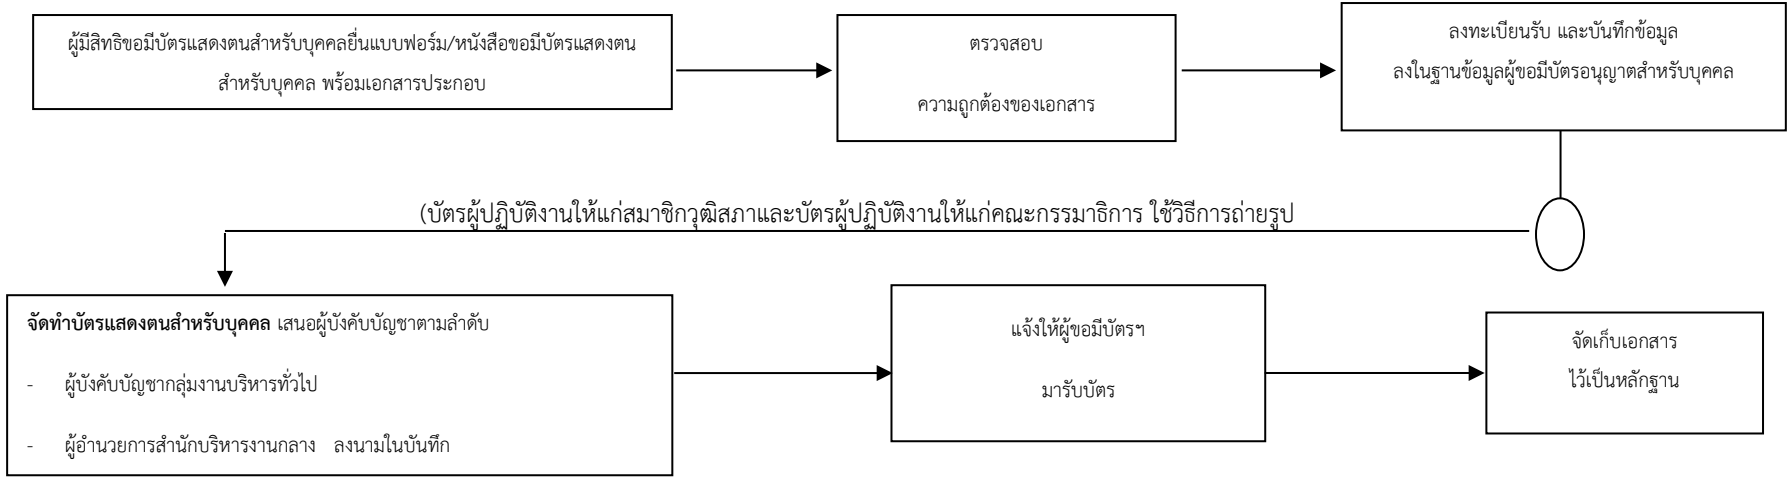 ผู้มีสิทธิขอมีบัตรแสดงตนสำหรับบุคคลยื่นแบบฟอร์ม/หนังสือขอมีบัตรแสดงตน
สำหรับบุคคล พร้อมเอกสารประกอบ
ตรวจสอบ
ความถูกต้องของเอกสาร
ลงทะเบียนรับ และบันทึกข้อมูล
ลงในฐานข้อมูลผู้ขอมีบัตรอนุญาตสำหรับบุคคล
(บัตรผู้ปฏิบัติงานให้แก่สมาชิกวุฒิสภาและบัตรผู้ปฏิบัติงานให้แก่คณะกรรมาธิการ ใช้วิธีการถ่ายรูป
จัดทำบัตรแสดงตนสำหรับบุคคล เสนอผู้บังคับบัญชาตามลำดับ
- ผู้บังคับบัญชากลุ่มงานบริหารทั่วไป
- ผู้อำนวยการสำนักบริหารงานกลาง ลงนามในบันทึก
แจ้งให้ผู้ขอมีบัตรฯ
มารับบัตร
จัดเก็บเอกสาร
ไว้เป็นหลักฐาน